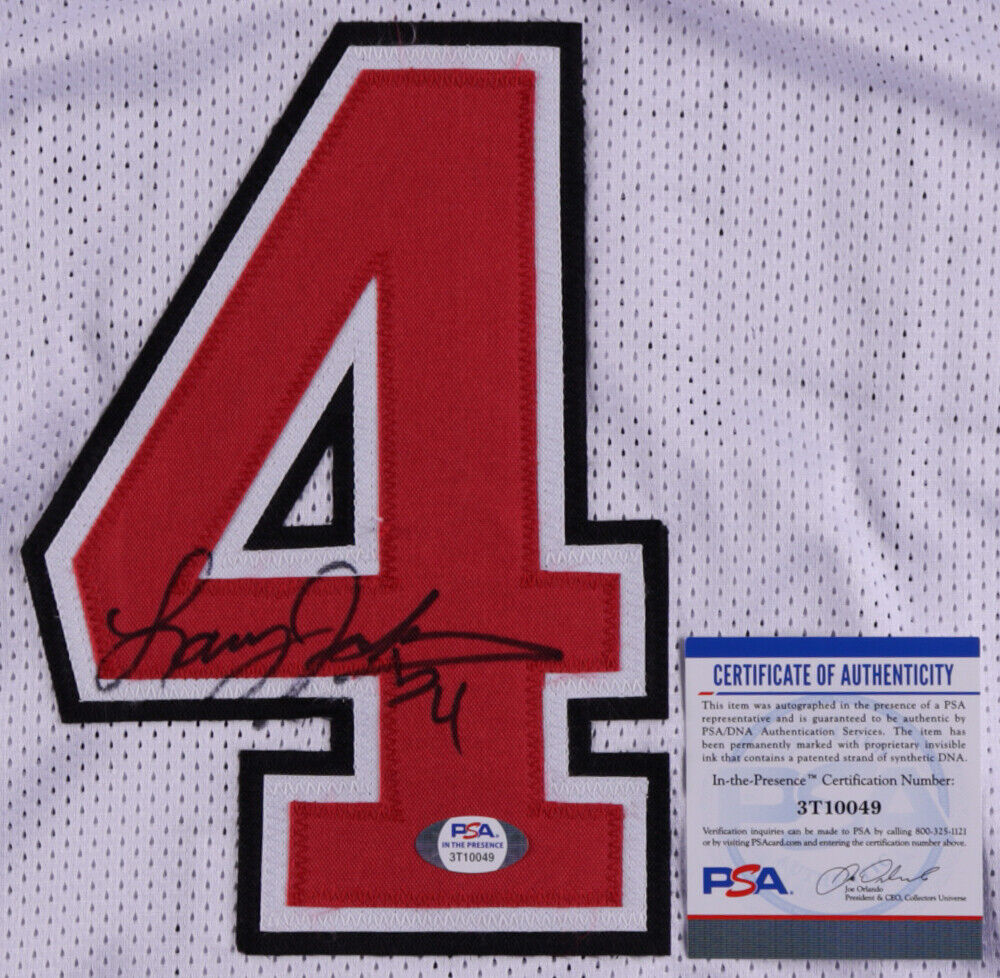 4
Larry Johnson 4
PSA
IN THE PRESENCE
3T10049
CERTIFICATE OF AUTHENTICITY
This item was autographed in the presence of a PSA
representative and is guaranteed to be authentic by
PSA/DNA Authentication Services. The item has
been permanently marked with proprietary invisible
ink that contains a patented strand of synthetic DNA.
In-the-Presence™ Certification Number:
3T10049
Verification inquiries can be made to PSA by calling 800-325-1121
or by visiting PSAcard.com and entering the certification number above.
PSA.
Joe Orlando
President & CEO, Collectors Universe